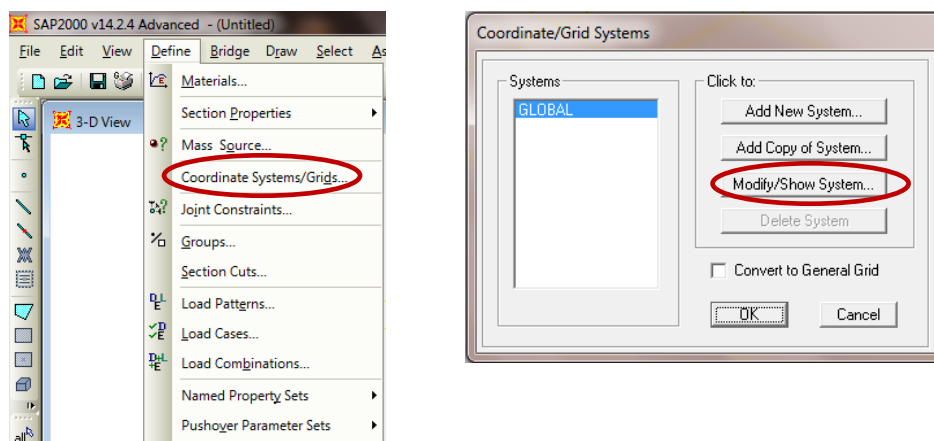 SAP2000 v14.2.4 Advanced - (Untitled)
File Edit View Define Bridge Draw Select As
3-D View
Materials...
Section Properties
Mass Source...
Coordinate Systems/Grids...
Joint Constraints...
Groups...
Section Cuts...
Load Patterns...
Load Cases...
Load Combinations...
Named Property Sets
Pushover Parameter Sets
all
Coordinate/Grid Systems
Systems
GLOBAL
Click to:
Add New System...
Add Copy of System...
Modify/Show System...
Delete System
Convert to General Grid
OK Cancel